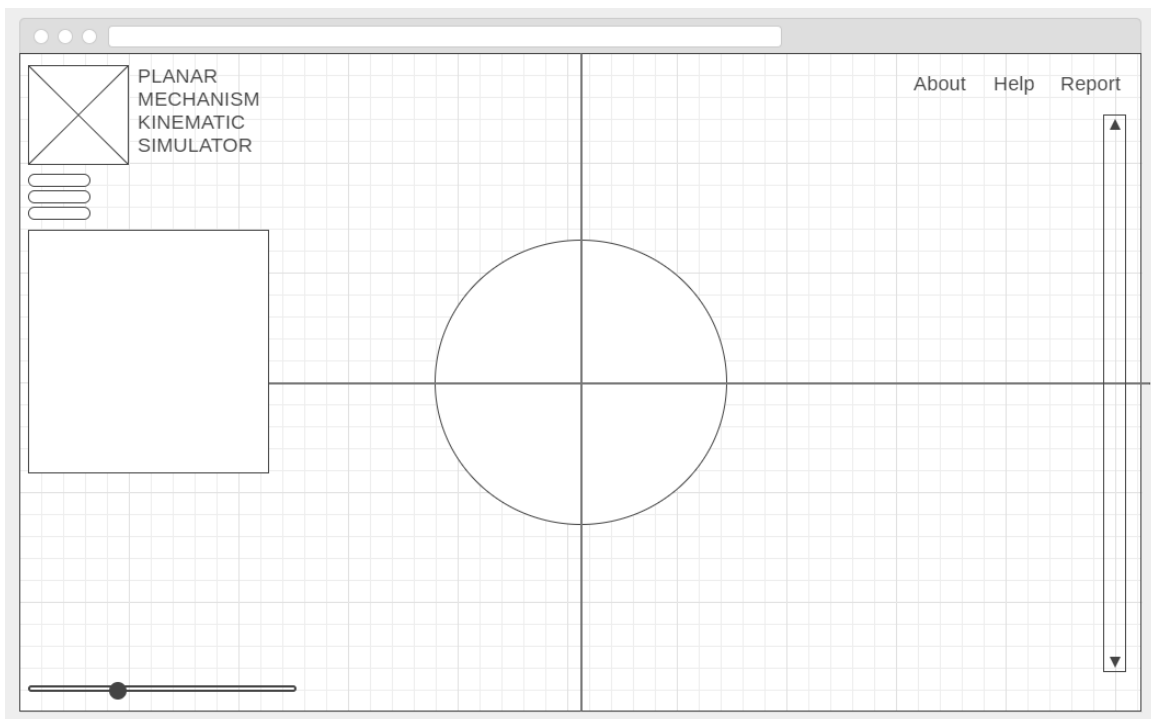 PLANAR
MECHANISM
KINEMATIC
SIMULATOR
About Help Report